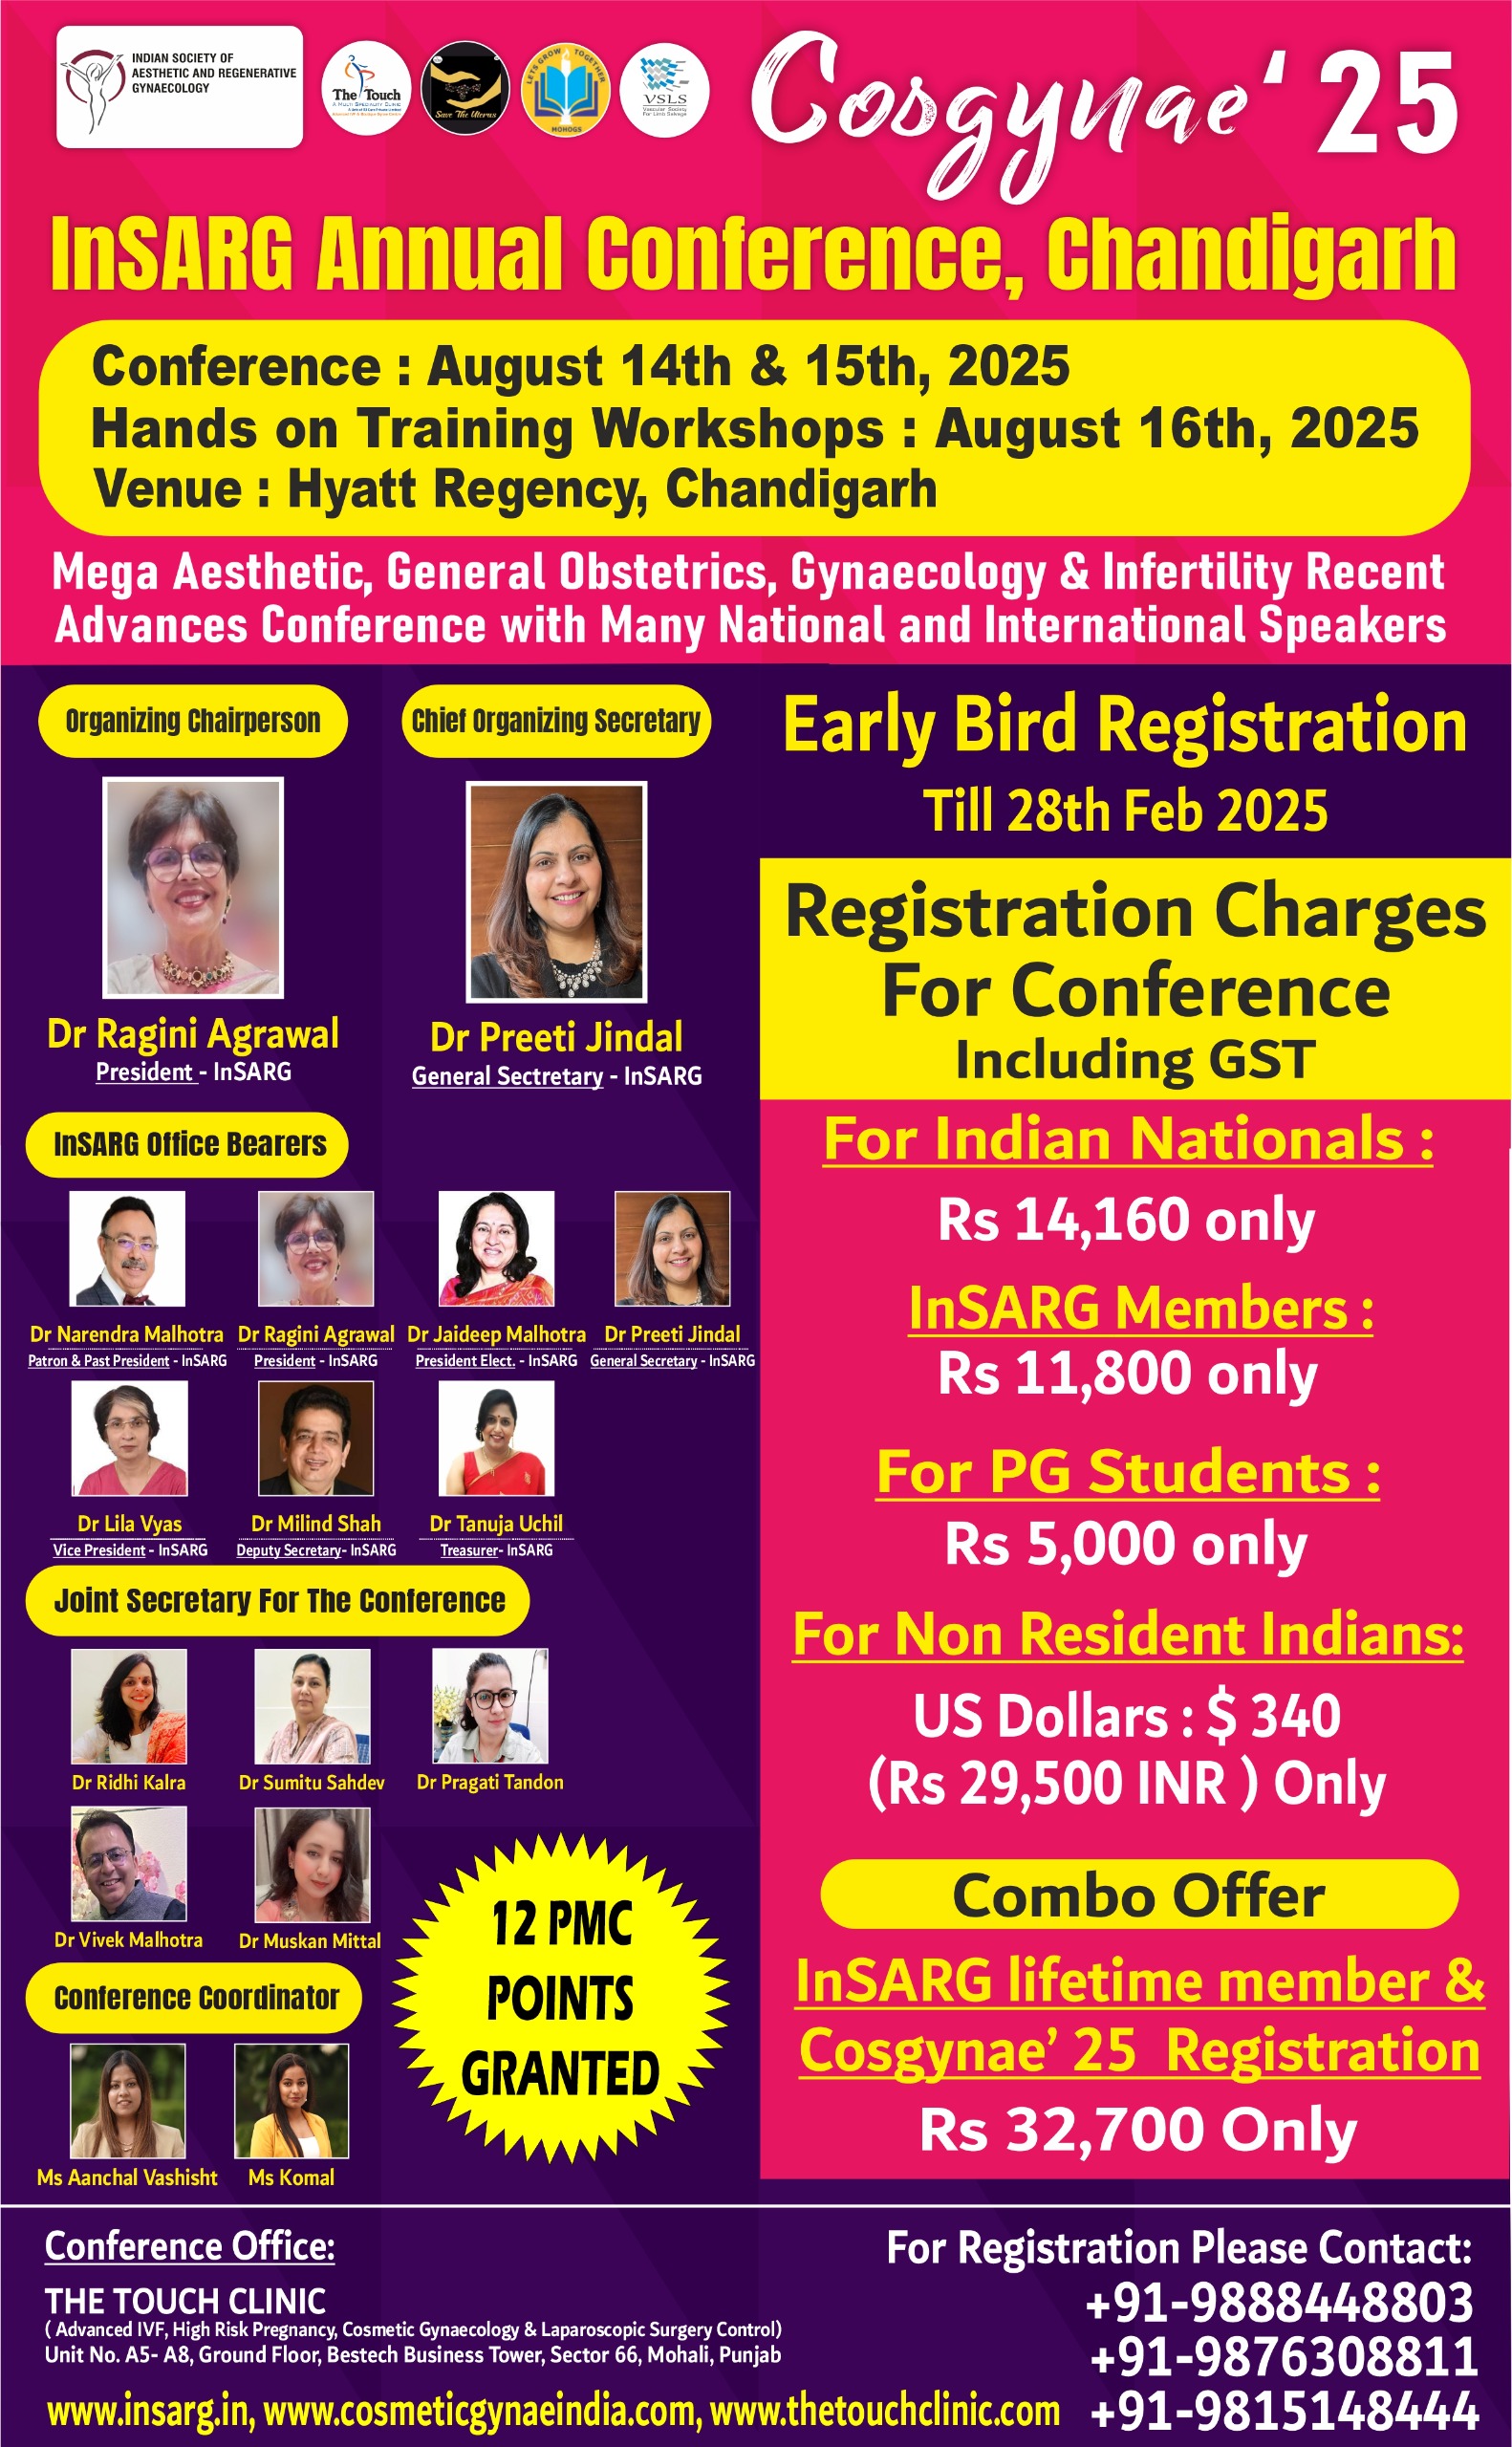 INDIAN SOCIETY OF
AESTHETIC AND REGENERATIVE
GYNAECOLOGY
The Touch
A MULTI SPECIALITY CLINIC
Save The Uterus
LETS GROW TOGETHER
MOHOGS
VSLS
Vascular Society
For Limb Salvage
Cosgynae ‘ 25
InSARG Annual Conference, Chandigarh
Conference : August 14th & 15th, 2025
Hands on Training Workshops : August 16th, 2025
Venue : Hyatt Regency, Chandigarh
Mega Aesthetic, General Obstetrics, Gynaecology & Infertility Recent
Advances Conference with Many National and International Speakers
Organizing Chairperson
Dr Ragini Agrawal
President - InSARG
Chief Organizing Secretary
Dr Preeti Jindal
General Sectretary - InSARG
InSARG Office Bearers
Dr Narendra Malhotra
Patron & Past President - InSARG
Dr Ragini Agrawal
President - InSARG
Dr Jaideep Malhotra
President Elect. - InSARG
Dr Preeti Jindal
General Secretary - InSARG
Dr Lila Vyas
Vice President - InSARG
Dr Milind Shah
Deputy Secretary- InSARG
Dr Tanuja Uchil
Treasurer- InSARG
Joint Secretary For The Conference
Dr Ridhi Kalra
Dr Sumitu Sahdev
Dr Pragati Tandon
Dr Vivek Malhotra
Dr Muskan Mittal
Conference Coordinator
Ms Aanchal Vashisht
Ms Komal
12 PMC
POINTS
GRANTED
Early Bird Registration
Till 28th Feb 2025
Registration Charges
For Conference
Including GST
For Indian Nationals :
Rs 14,160 only
InSARG Members :
Rs 11,800 only
For PG Students :
Rs 5,000 only
For Non Resident Indians:
US Dollars : $ 340
(Rs 29,500 INR ) Only
Combo Offer
InSARG lifetime member &
Cosgynae’ 25 Registration
Rs 32,700 Only
Conference Office:
THE TOUCH CLINIC
( Advanced IVF, High Risk Pregnancy, Cosmetic Gynaecology & Laparoscopic Surgery Control)
Unit No. A5- A8, Ground Floor, Bestech Business Tower, Sector 66, Mohali, Punjab
www.insarg.in, www.cosmeticgynaeindia.com, www.thetouchclinic.com
For Registration Please Contact:
+91-9888448803
+91-9876308811
+91-9815148444